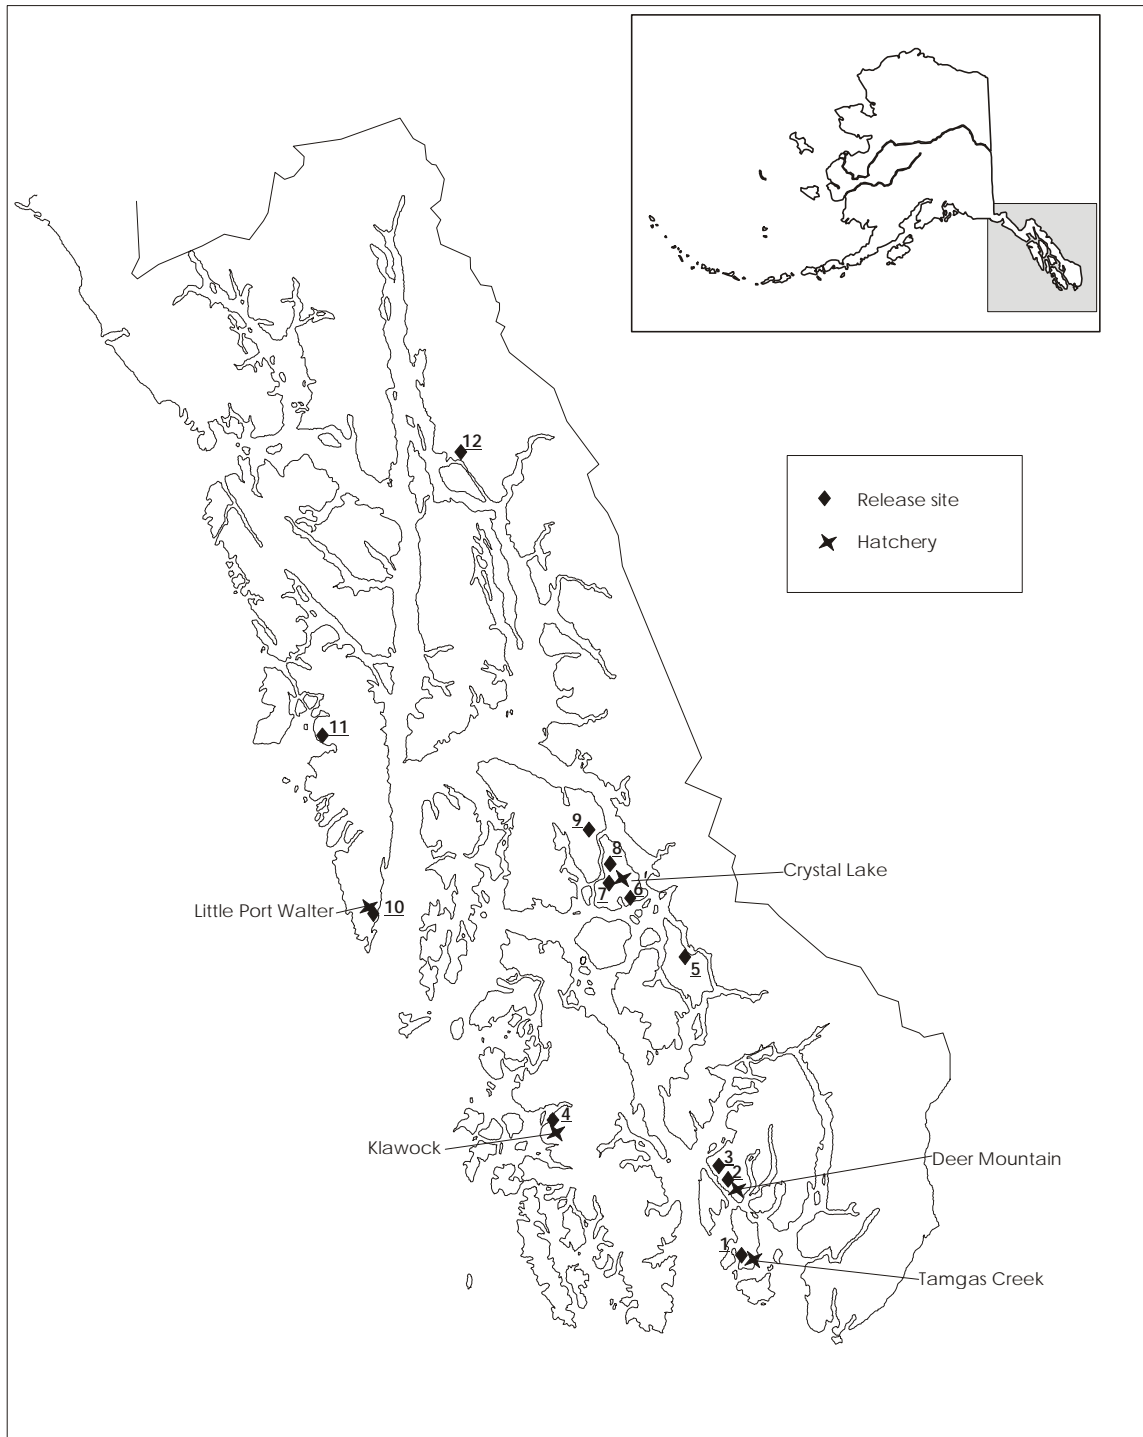 12
Release site
Hatchery
11
9
8
Crystal Lake
7
6
Little Port Walter
10
5
4
Klawock
3
Deer Mountain
2
1
Tamgas Creek